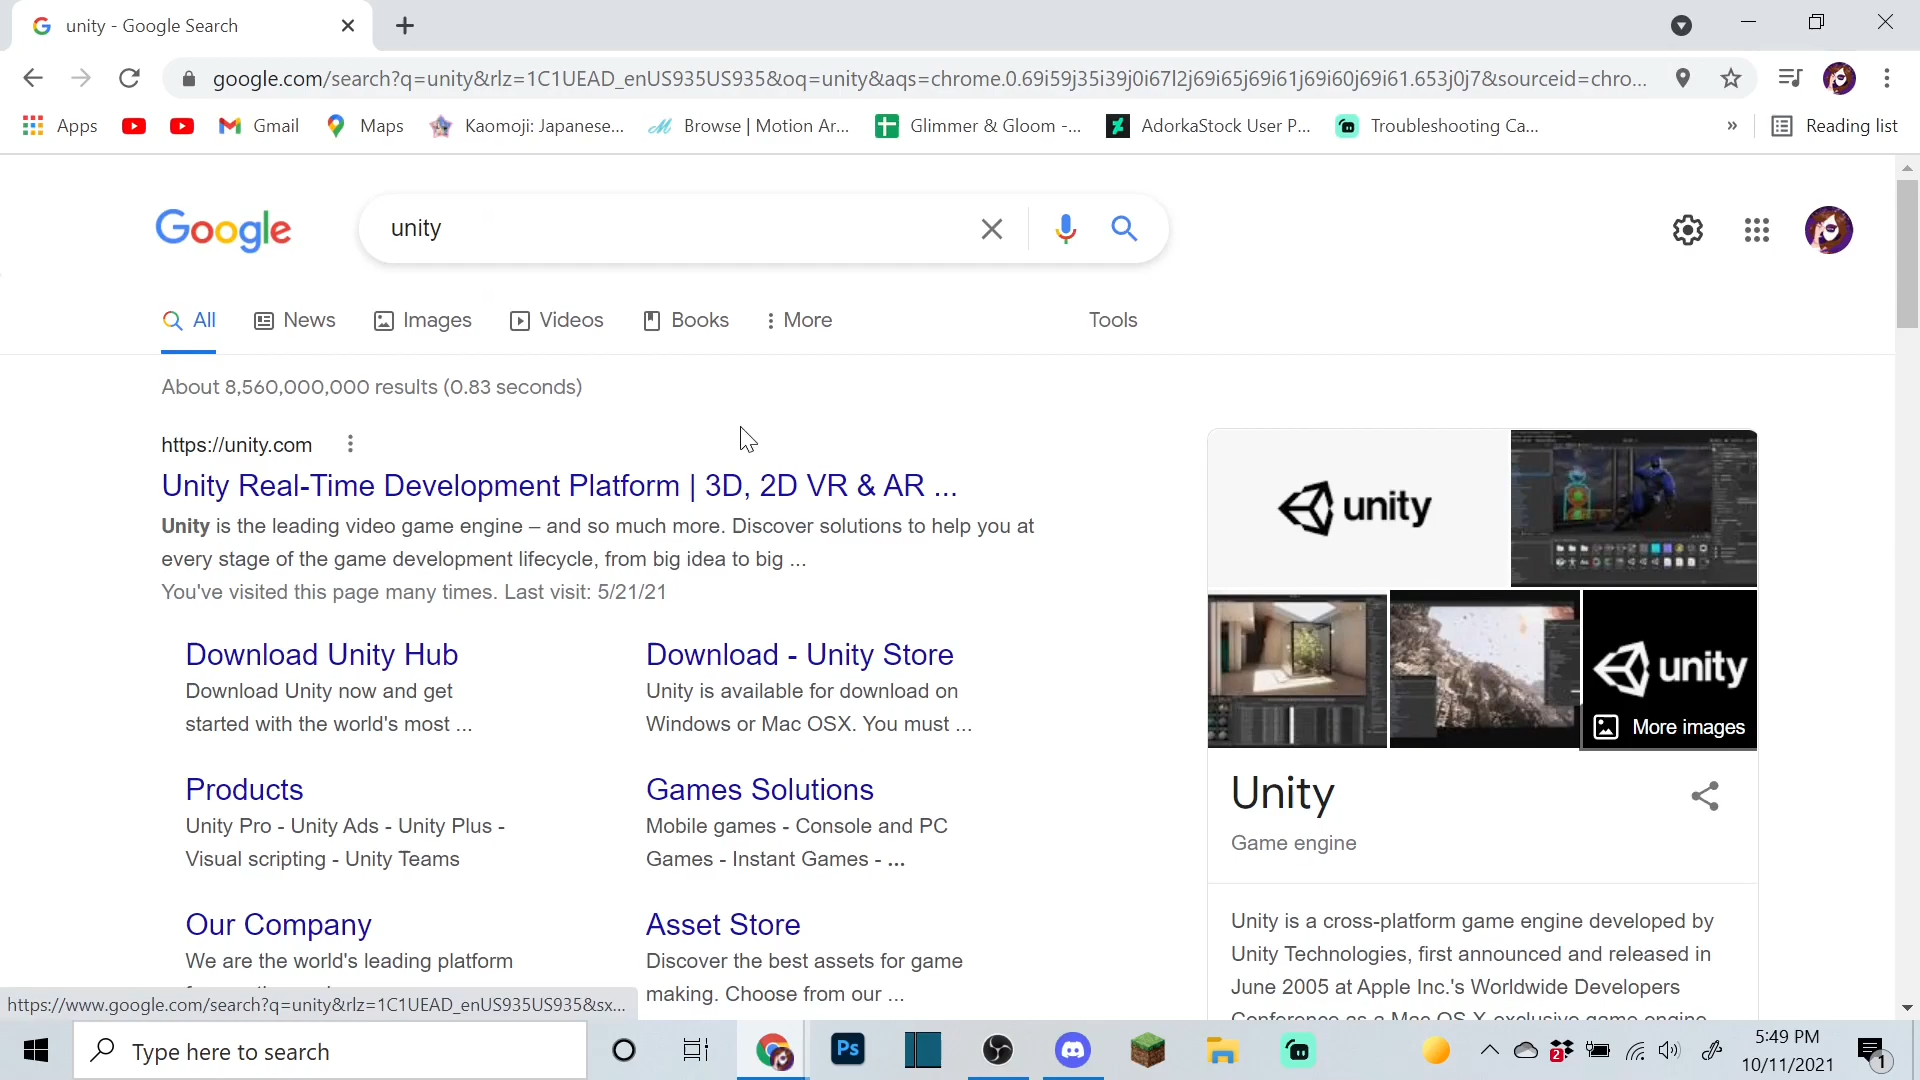 unity - Google Search
google.com/search?q=unity&rlz=1C1UEAD_enUS935US935&oq=unity&aqs=chrome.0.69i59j35i39j0i67l2j69i65j69i61j69i60j69i61.653j0j7&sourceid=chro...
Apps Gmail Maps Kaomoji: Japanese... Browse | Motion Ar... Glimmer & Gloom -... AdorkaStock User P... Troubleshooting Ca... » Reading list
Google unity
All News Images Videos Books More Tools
About 8,560,000,000 results (0.83 seconds)
https://unity.com
Unity Real-Time Development Platform | 3D, 2D VR & AR ...
Unity is the leading video game engine – and so much more. Discover solutions to help you at
every stage of the game development lifecycle, from big idea to big ...
You've visited this page many times. Last visit: 5/21/21
Download Unity Hub
Download Unity now and get
started with the world's most ...
Download - Unity Store
Unity is available for download on
Windows or Mac OSX. You must ...
Products
Unity Pro - Unity Ads - Unity Plus -
Visual scripting - Unity Teams
Games Solutions
Mobile games - Console and PC
Games - Instant Games - ...
Our Company
We are the world's leading platform
Asset Store
Discover the best assets for game
making. Choose from our ...
unity
unity
More images
Unity
Game engine
Unity is a cross-platform game engine developed by
Unity Technologies, first announced and released in
June 2005 at Apple Inc.'s Worldwide Developers
Conference as a Mac OS X-exclusive game engine
https://www.google.com/search?q=unity&rlz=1C1UEAD_enUS935US935&sx...
Type here to search
Ps
2
5:49 PM
10/11/2021
1